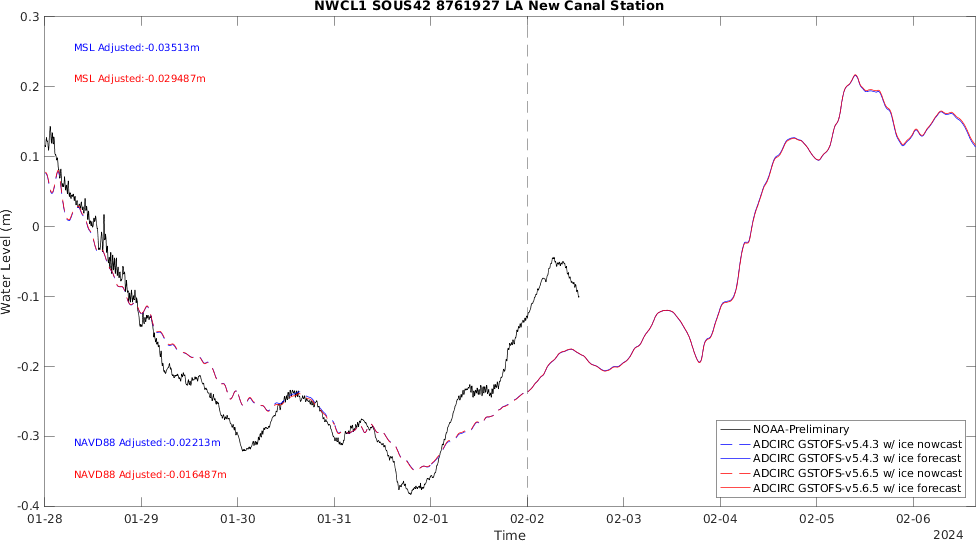 NWCL1 SOUS42 8761927 LA New Canal Station
MSL Adjusted:-0.03513m
MSL Adjusted:-0.029487m
NAVD88 Adjusted:-0.02213m
NAVD88 Adjusted:-0.016487m
0.3
0.2
0.1
0
-0.1
-0.2
-0.3
-0.4
Water Level (m)
01-28 01-29 01-30 01-31 02-01 02-02 02-03 02-04 02-05 02-06
Time
2024
NOAA-Preliminary
ADCIRC GSTOFS-v5.4.3 w/ ice nowcast
ADCIRC GSTOFS-v5.4.3 w/ ice forecast
ADCIRC GSTOFS-v5.6.5 w/ ice nowcast
ADCIRC GSTOFS-v5.6.5 w/ ice forecast